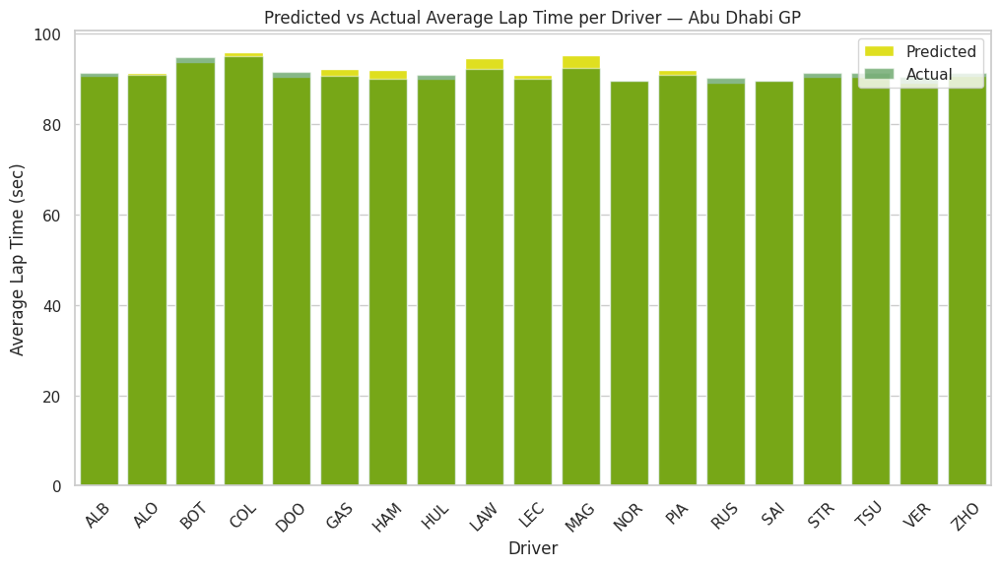 Predicted vs Actual Average Lap Time per Driver — Abu Dhabi GP
Predicted
Actual
Average Lap Time (sec)
100
80
60
40
20
0
ALB ALO BOT COL DOO GAS HAM HUL LAW LEC MAG NOR PIA RUS SAI STR TSU VER ZHO
Driver